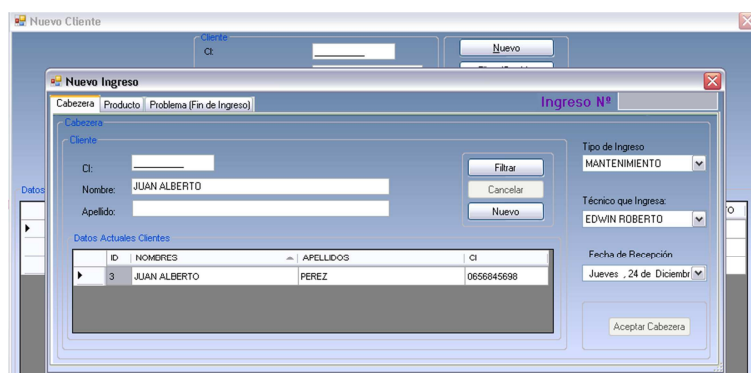 Nuevo Cliente
Cliente
CI:
Nuevo
Nuevo Ingreso
Cabezera Producto Problema (Fin de Ingreso)
Ingreso Nº
Cabezera
Cliente
Tipo de Ingreso
CI:
Filtrar
MANTENIMIENTO
Nombre:
JUAN ALBERTO
Cancelar
Datos
Técnico que Ingresa:
Apellido:
Nuevo
EDWIN ROBERTO
TO
Datos Actuales Clientes
Fecha de Recepción
ID NOMBRES APELLIDOS CI
3 JUAN ALBERTO PEREZ 0656845698
Jueves , 24 de Diciembr
Aceptar Cabezera